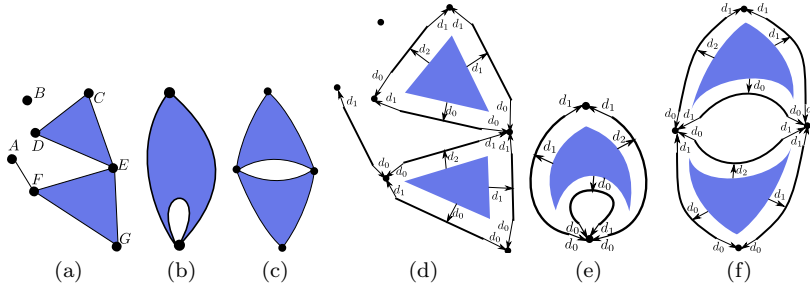 B
C
D
A
E
F
G
d₁ d₁
d₂
d₁
d₀
d₁
d₀
d₀
d₁
d₀
d₀
d₁
d₂
d₁
d₁
d₀
d₀
d₀
d₁ d₁
d₁
d₂
d₀
d₀ d₁
d₀ d₀
d₁ d₁
d₂
d₁
d₀
d₀
d₀
d₁
d₁
d₁
d₂
d₀
d₁
d₀ d₀
(a)
(b)
(c)
(d)
(e)
(f)